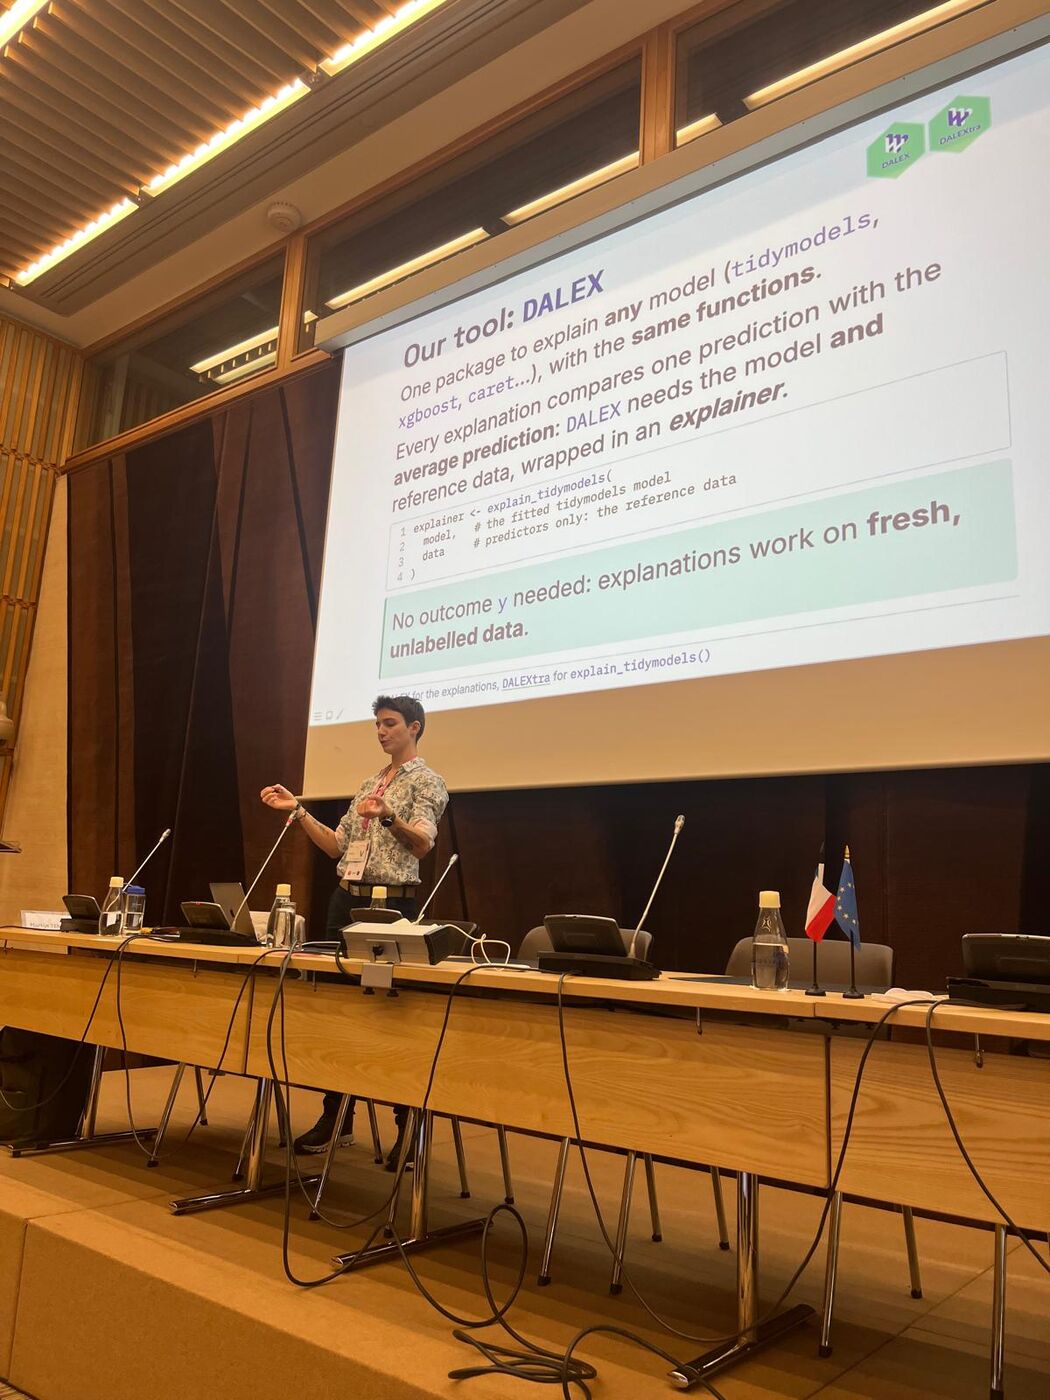 DALEX
DALEXtra
Our tool: DALEX
One package to explain any model (tidymodels,
xgboost, caret…), with the same functions.
Every explanation compares one prediction with the
average prediction: DALEX needs the model and
reference data, wrapped in an explainer.
1 explainer <- explain_tidymodels(
2 model, # the fitted tidymodels model
3 data # predictors only: the reference data
4 )
No outcome y needed: explanations work on fresh,
unlabelled data.
for the explanations, DALEXtra for explain_tidymodels()